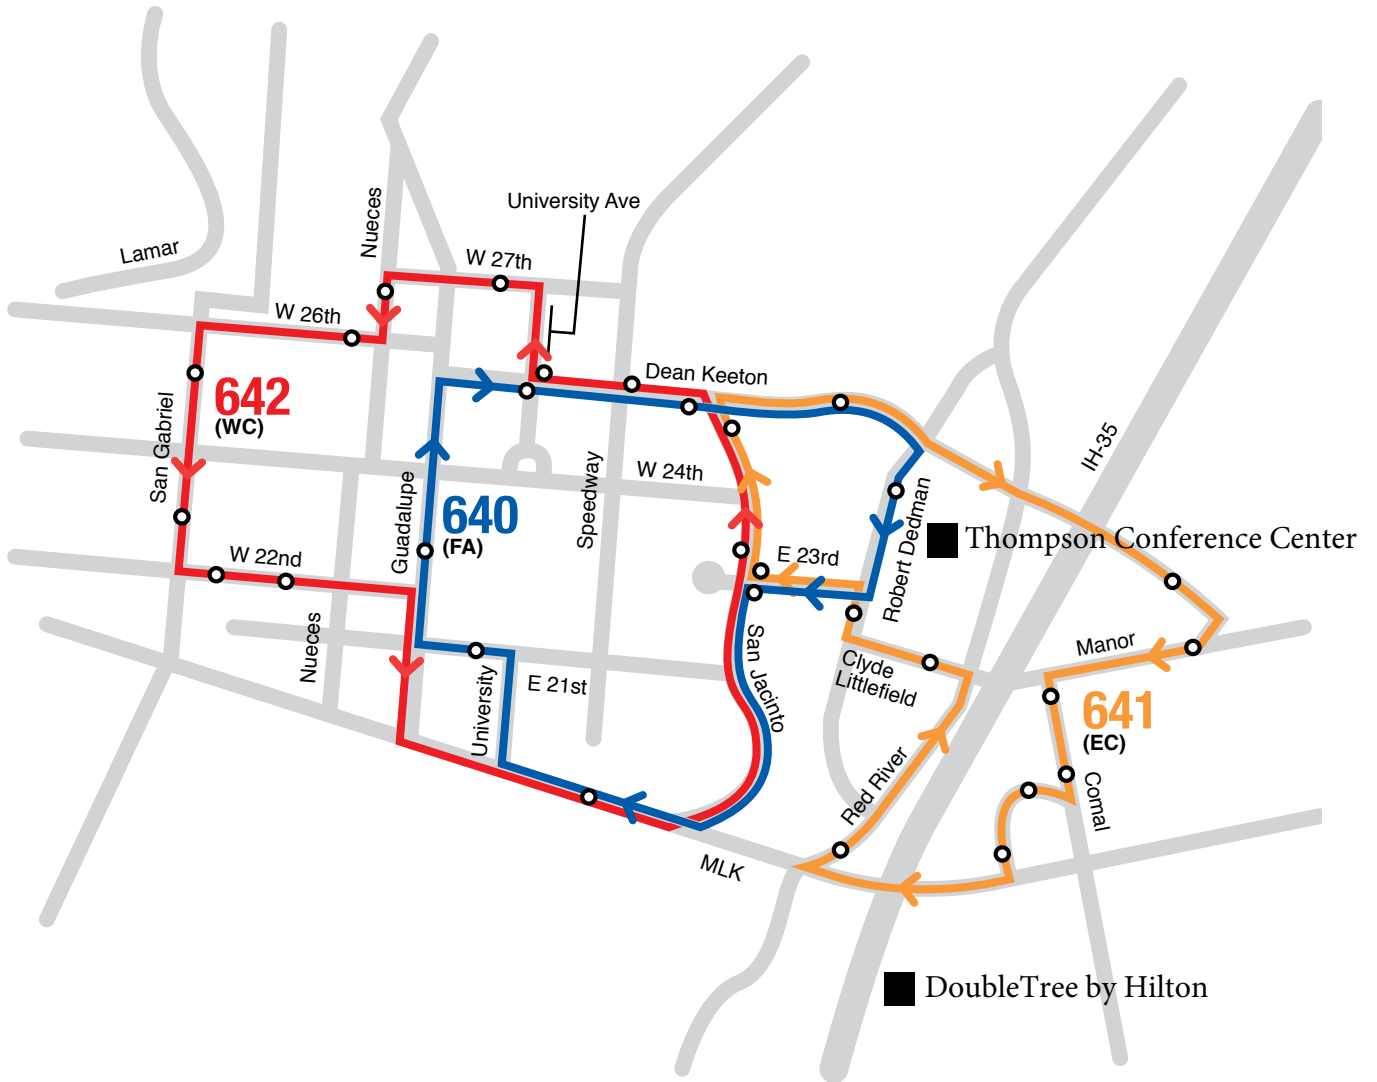 University Ave
Nueces
Lamar
W 27th
W 26th
Dean Keeton
642
(WC)
San Gabriel
IH-35
Speedway
W 24th
Guadalupe
640
(FA)
Robert Dedman
Thompson Conference Center
E 23rd
W 22nd
Nueces
San Jacinto
Manor
Clyde
Littlefield
University
E 21st
641
(EC)
Red River
Comal
MLK
DoubleTree by Hilton